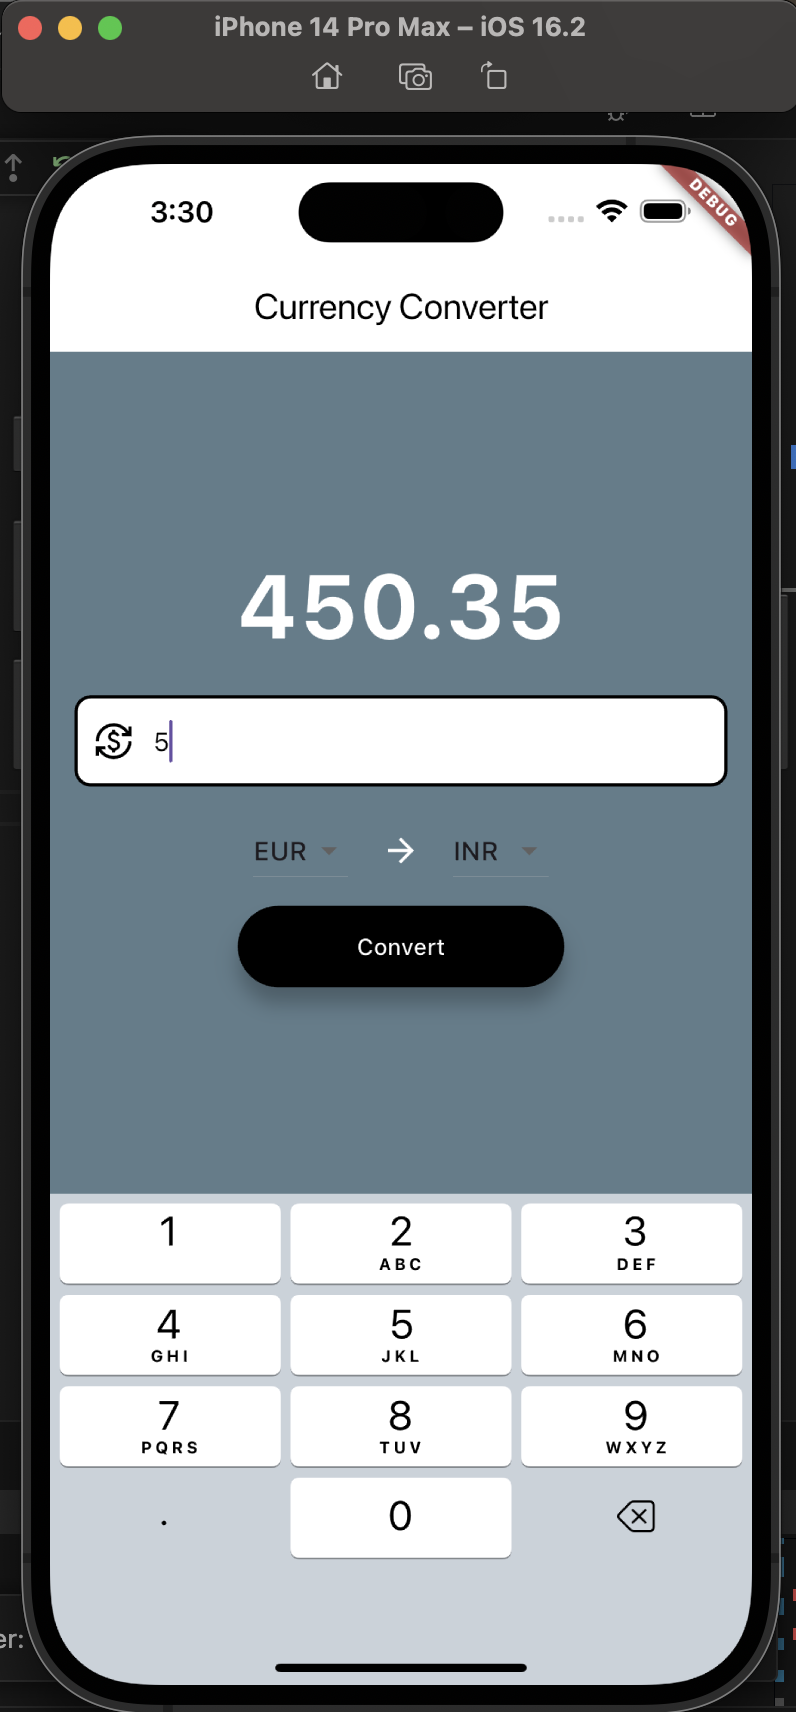 iPhone 14 Pro Max – iOS 16.2
3:30
DEBUG
Currency Converter
450.35
$ 5
EUR → INR
Convert
1
2
ABC
3
DEF
4
GHI
5
JKL
6
MNO
7
PQRS
8
TUV
9
WXYZ
.
0
er: